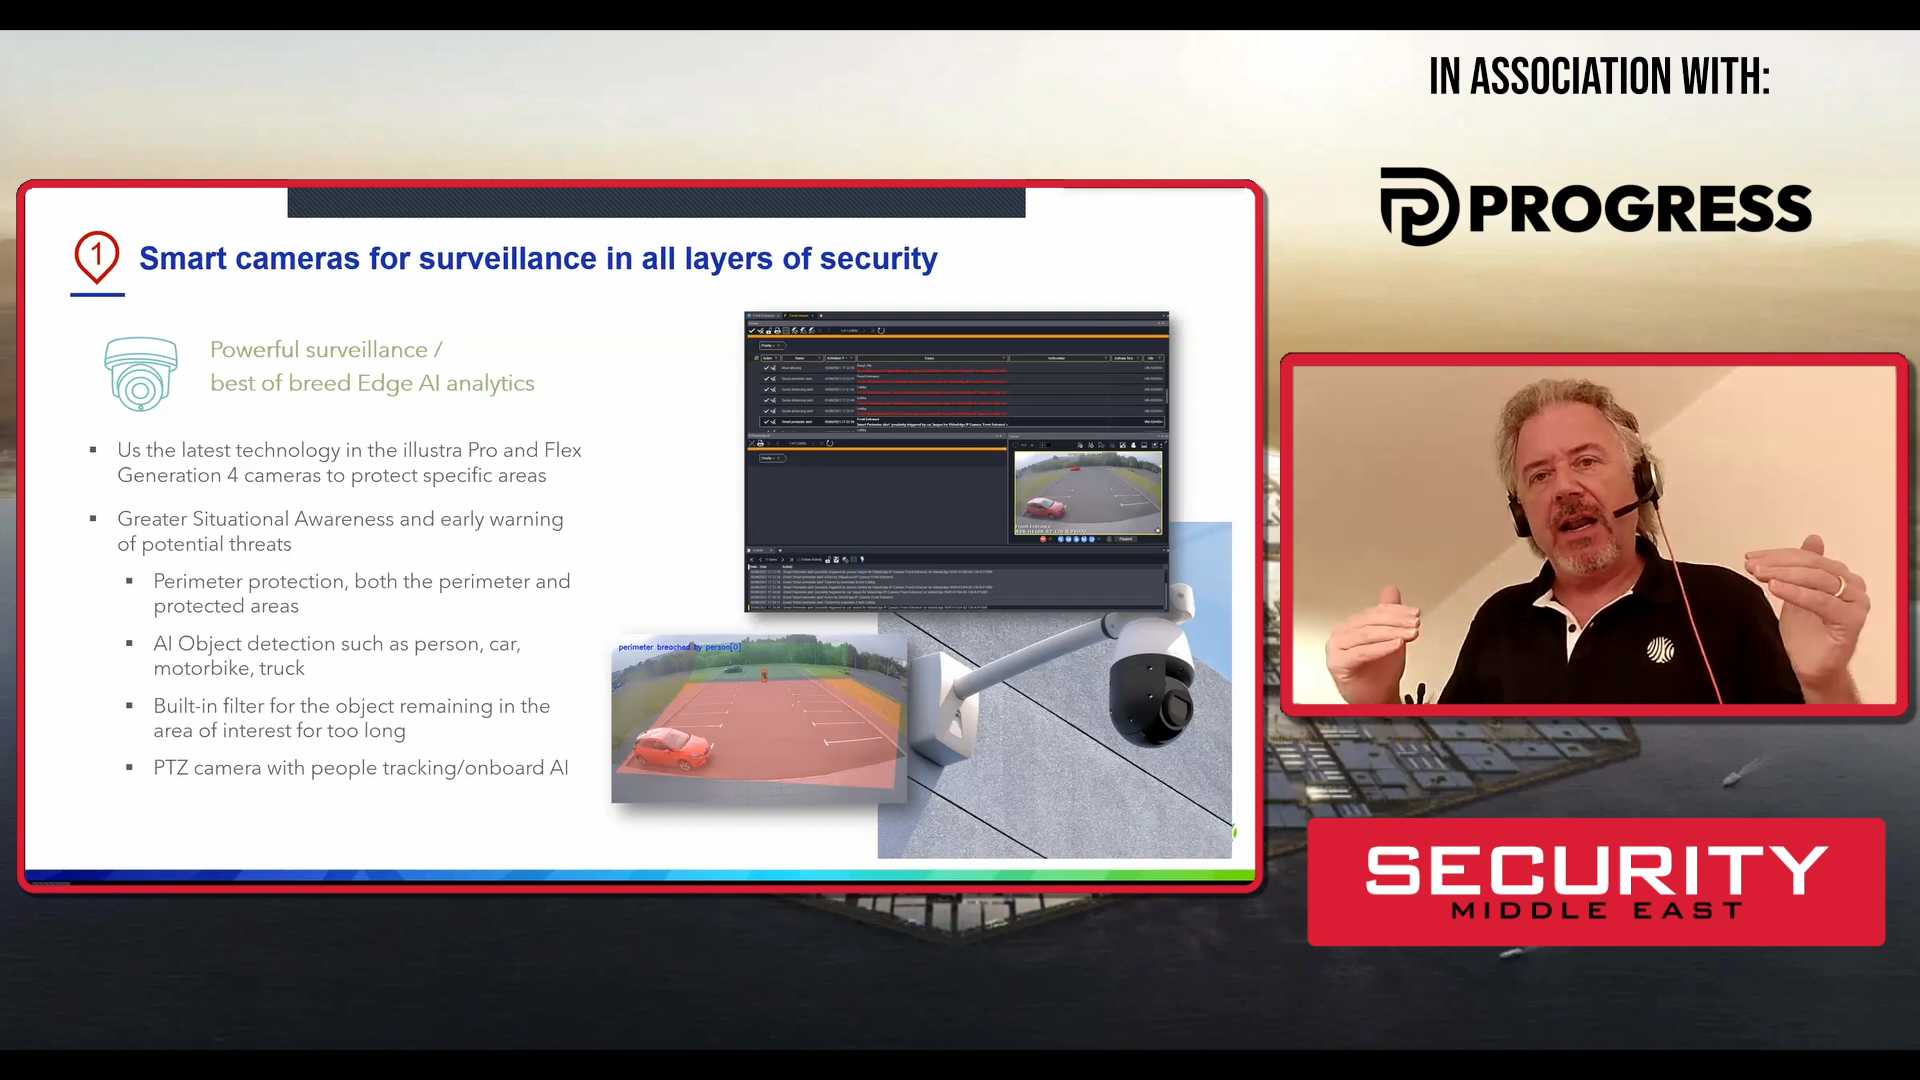 IN ASSOCIATION WITH:
PROGRESS
1
Smart cameras for surveillance in all layers of security
Powerful surveillance /
best of breed Edge AI analytics
▪ Us the latest technology in the illustra Pro and Flex
Generation 4 cameras to protect specific areas
▪ Greater Situational Awareness and early warning
of potential threats
▪ Perimeter protection, both the perimeter and
protected areas
▪ AI Object detection such as person, car,
motorbike, truck
▪ Built-in filter for the object remaining in the
area of interest for too long
▪ PTZ camera with people tracking/onboard AI
perimeter breached by person[0]
SECURITY
MIDDLE EAST